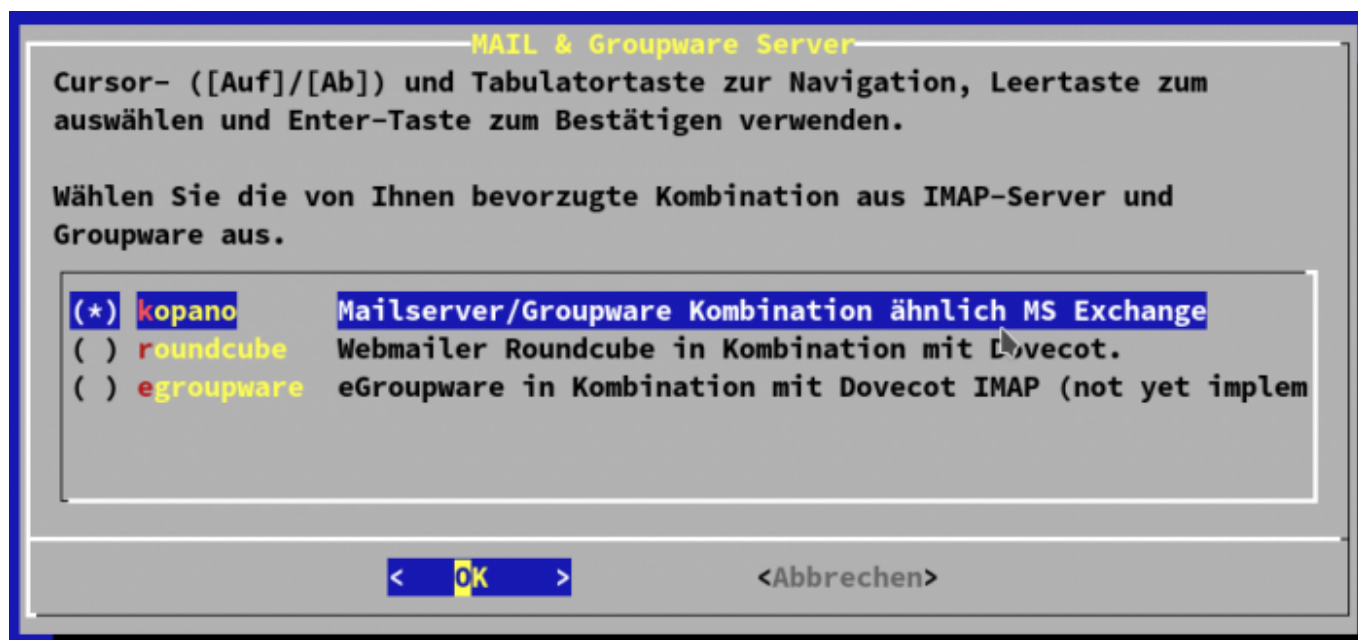 MAIL & Groupware Server
Cursor- ([Auf]/[Ab]) und Tabulatortaste zur Navigation, Leertaste zum
auswählen und Enter-Taste zum Bestätigen verwenden.
Wählen Sie die von Ihnen bevorzugte Kombination aus IMAP-Server und
Groupware aus.
(*) kopano Mailserver/Groupware Kombination ähnlich MS Exchange
( ) roundcube Webmailer Roundcube in Kombination mit Dovecot.
( ) egroupware eGroupware in Kombination mit Dovecot IMAP (not yet implem
< OK > <Abbrechen>